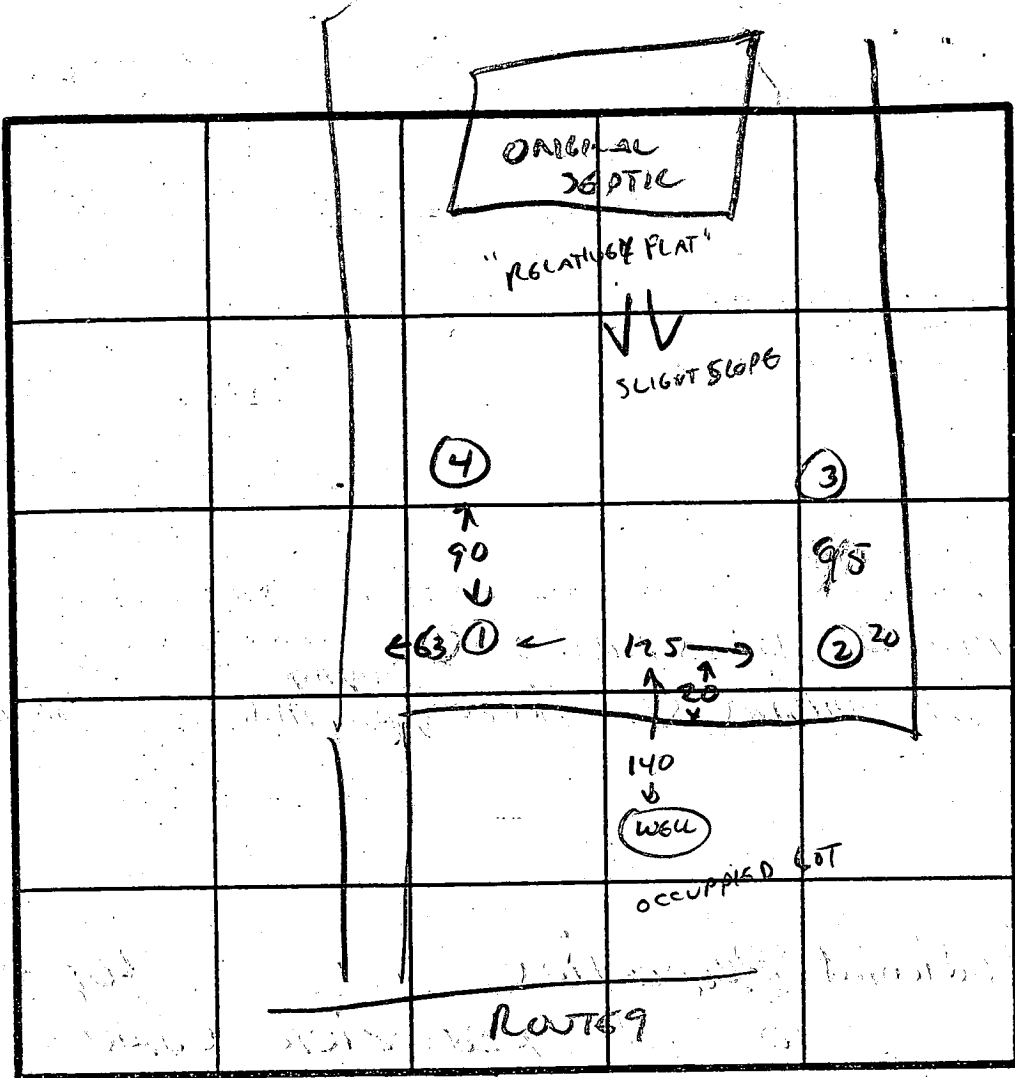 ORIGINAL
SEPTIC
"RELATIVELY FLAT"
SLIGHT SLOPE
4
3
90
95
63 1 125 2 20
20
140
WELL
OCCUPPIED LOT
ROUTE 9